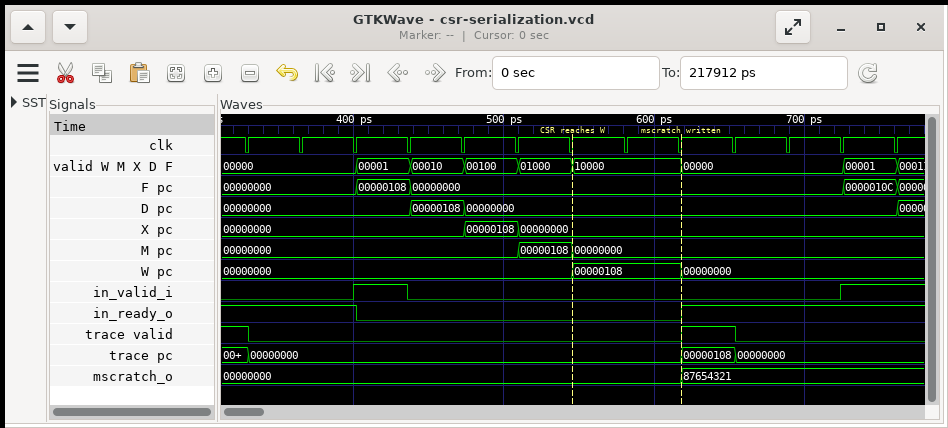 GTKWave - csr-serialization.vcd
Marker: -- | Cursor: 0 sec
From: 0 sec To: 217912 ps
SST
Signals
Waves
Time
400 ps 500 ps 600 ps 700 ps
CSR reaches W mscratch written
clk
valid W M X D F 00000 00001 00010 00100 01000 10000 00000 00001 0001
F pc 00000000 00000108 00000000 0000010C 0000
D pc 00000000 00000108 00000000 0000
X pc 00000000 00000108 00000000
M pc 00000000 00000108 00000000
W pc 00000000 00000108 00000000
in_valid_i
in_ready_o
trace valid
trace pc 00+ 00000000 00000108 00000000
mscratch_o 00000000 87654321